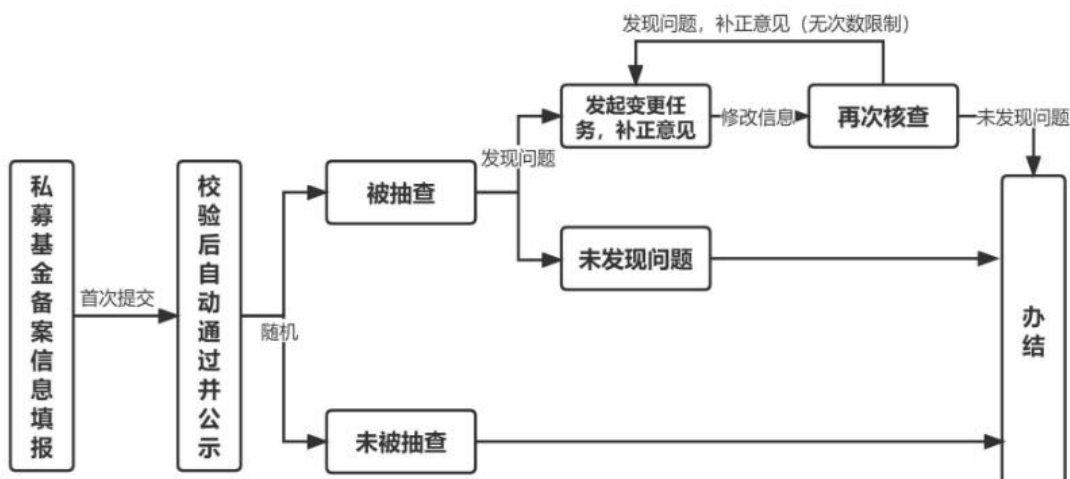 发现问题，补正意见（无次数限制）
发起变更任
务，补正意见
修改信息
再次核查
未发现问题
发现问题
私募基金备案信息填报
首次提交
校验后自动通过并公示
随机
被抽查
未发现问题
未被抽查
办结